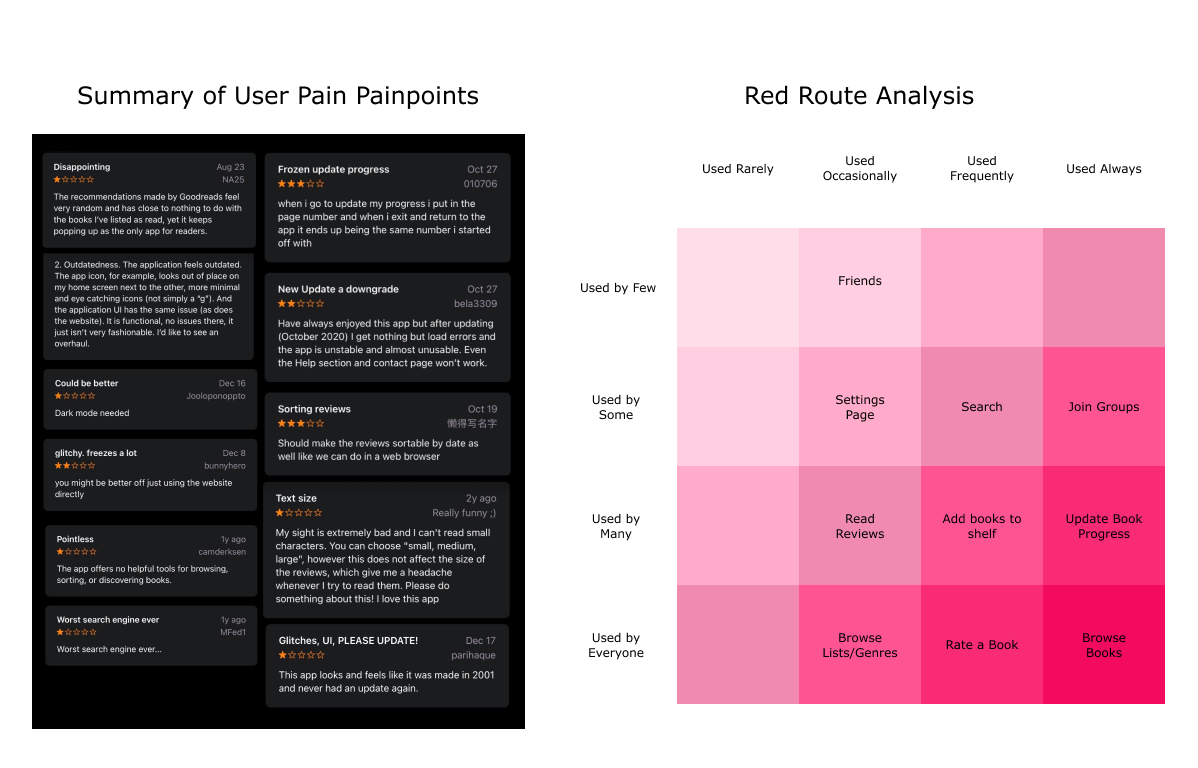 Summary of User Pain Painpoints
Disappointing
Aug 23
NA25
The recommendations made by Goodreads feel
very random and has close to nothing to do with
the books I've listed as read, yet it keeps
popping up as the only app for readers.
2. Outdatedness. The application feels outdated.
The app icon, for example, looks out of place on
my home screen next to the other, more minimal
and eye catching icons (not simply a "g"). And
the application UI has the same issue (as does
the website). It is functional, no issues there, it
just isn't very fashionable. I'd like to see an
overhaul.
Could be better
Dec 16
Jooloponoppto
Dark mode needed
glitchy. freezes a lot
Dec 8
bunnyhero
you might be better off just using the website
directly
Pointless
1y ago
camderksen
The app offers no helpful tools for browsing,
sorting, or discovering books.
Worst search engine ever
1y ago
MFed1
Worst search engine ever...
Frozen update progress
Oct 27
010706
when i go to update my progress i put in the
page number and when i exit and return to the
app it ends up being the same number i started
off with
New Update a downgrade
Oct 27
bela3309
Have always enjoyed this app but after updating
(October 2020) I get nothing but load errors and
the app is unstable and almost unusable. Even
the Help section and contact page won't work.
Sorting reviews
Oct 19
懒得写名字
Should make the reviews sortable by date as
well like we can do in a web browser
Text size
2y ago
Really funny ;)
My sight is extremely bad and I can't read small
characters. You can choose "small, medium,
large", however this does not affect the size of
the reviews, which give me a headache
whenever I try to read them. Please do
something about this! I love this app
Glitches, UI, PLEASE UPDATE!
Dec 17
parihaque
This app looks and feels like it was made in 2001
and never had an update again.
Red Route Analysis
Used Rarely
Used
Occasionally
Used
Frequently
Used Always
Used by Few
Friends
Used by
Some
Settings
Page
Search
Join Groups
Used by
Many
Read
Reviews
Add books to
shelf
Update Book
Progress
Used by
Everyone
Browse
Lists/Genres
Rate a Book
Browse
Books